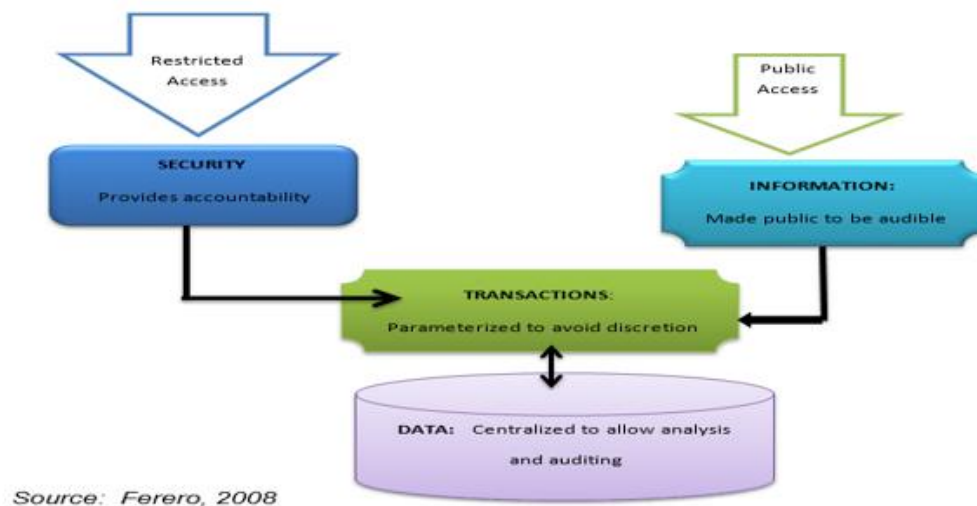 Restricted
Access
Public
Access
SECURITY
Provides accountability
INFORMATION:
Made public to be audible
TRANSACTIONS:
Parameterized to avoid discretion
DATA: Centralized to allow analysis
and auditing
Source: Ferero, 2008